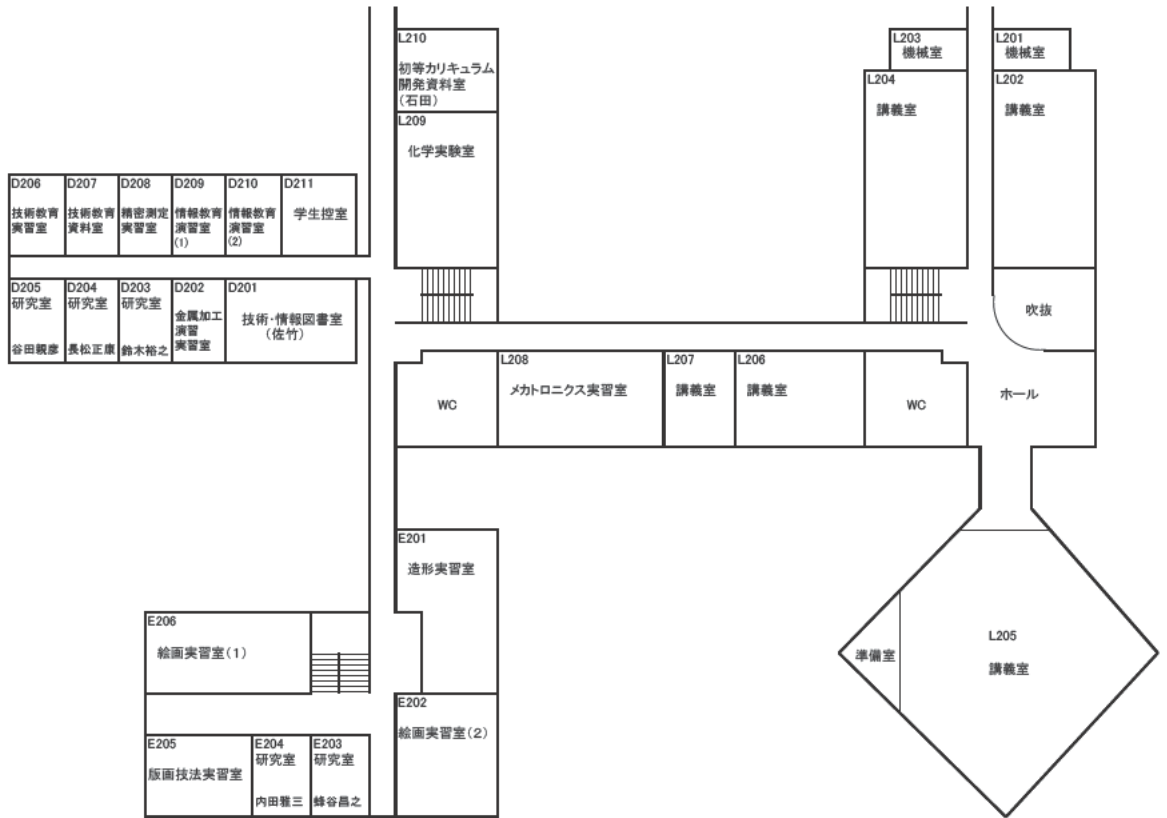 L210
初等カリキュラム
開発資料室
(石田)
L209
化学実験室
L203
機械室
L201
機械室
L204
講義室
L202
講義室
D206
技術教育
実習室
D207
技術教育
資料室
D208
精密測定
実習室
D209
情報教育
演習室
(1)
D210
情報教育
演習室
(2)
D211
学生控室
D205
研究室
谷田親彦
D204
研究室
長松正康
D203
研究室
鈴木裕之
D202
金属加工
演習
実習室
D201
技術・情報図書室
(佐竹)
吹抜
WC
L208
メカトロニクス実習室
L207
講義室
L206
講義室
WC
ホール
E201
造形実習室
E206
絵画実習室(1)
E202
絵画実習室(2)
E205
版画技法実習室
E204
研究室
内田雅三
E203
研究室
蜂谷昌之
準備室
L205
講義室